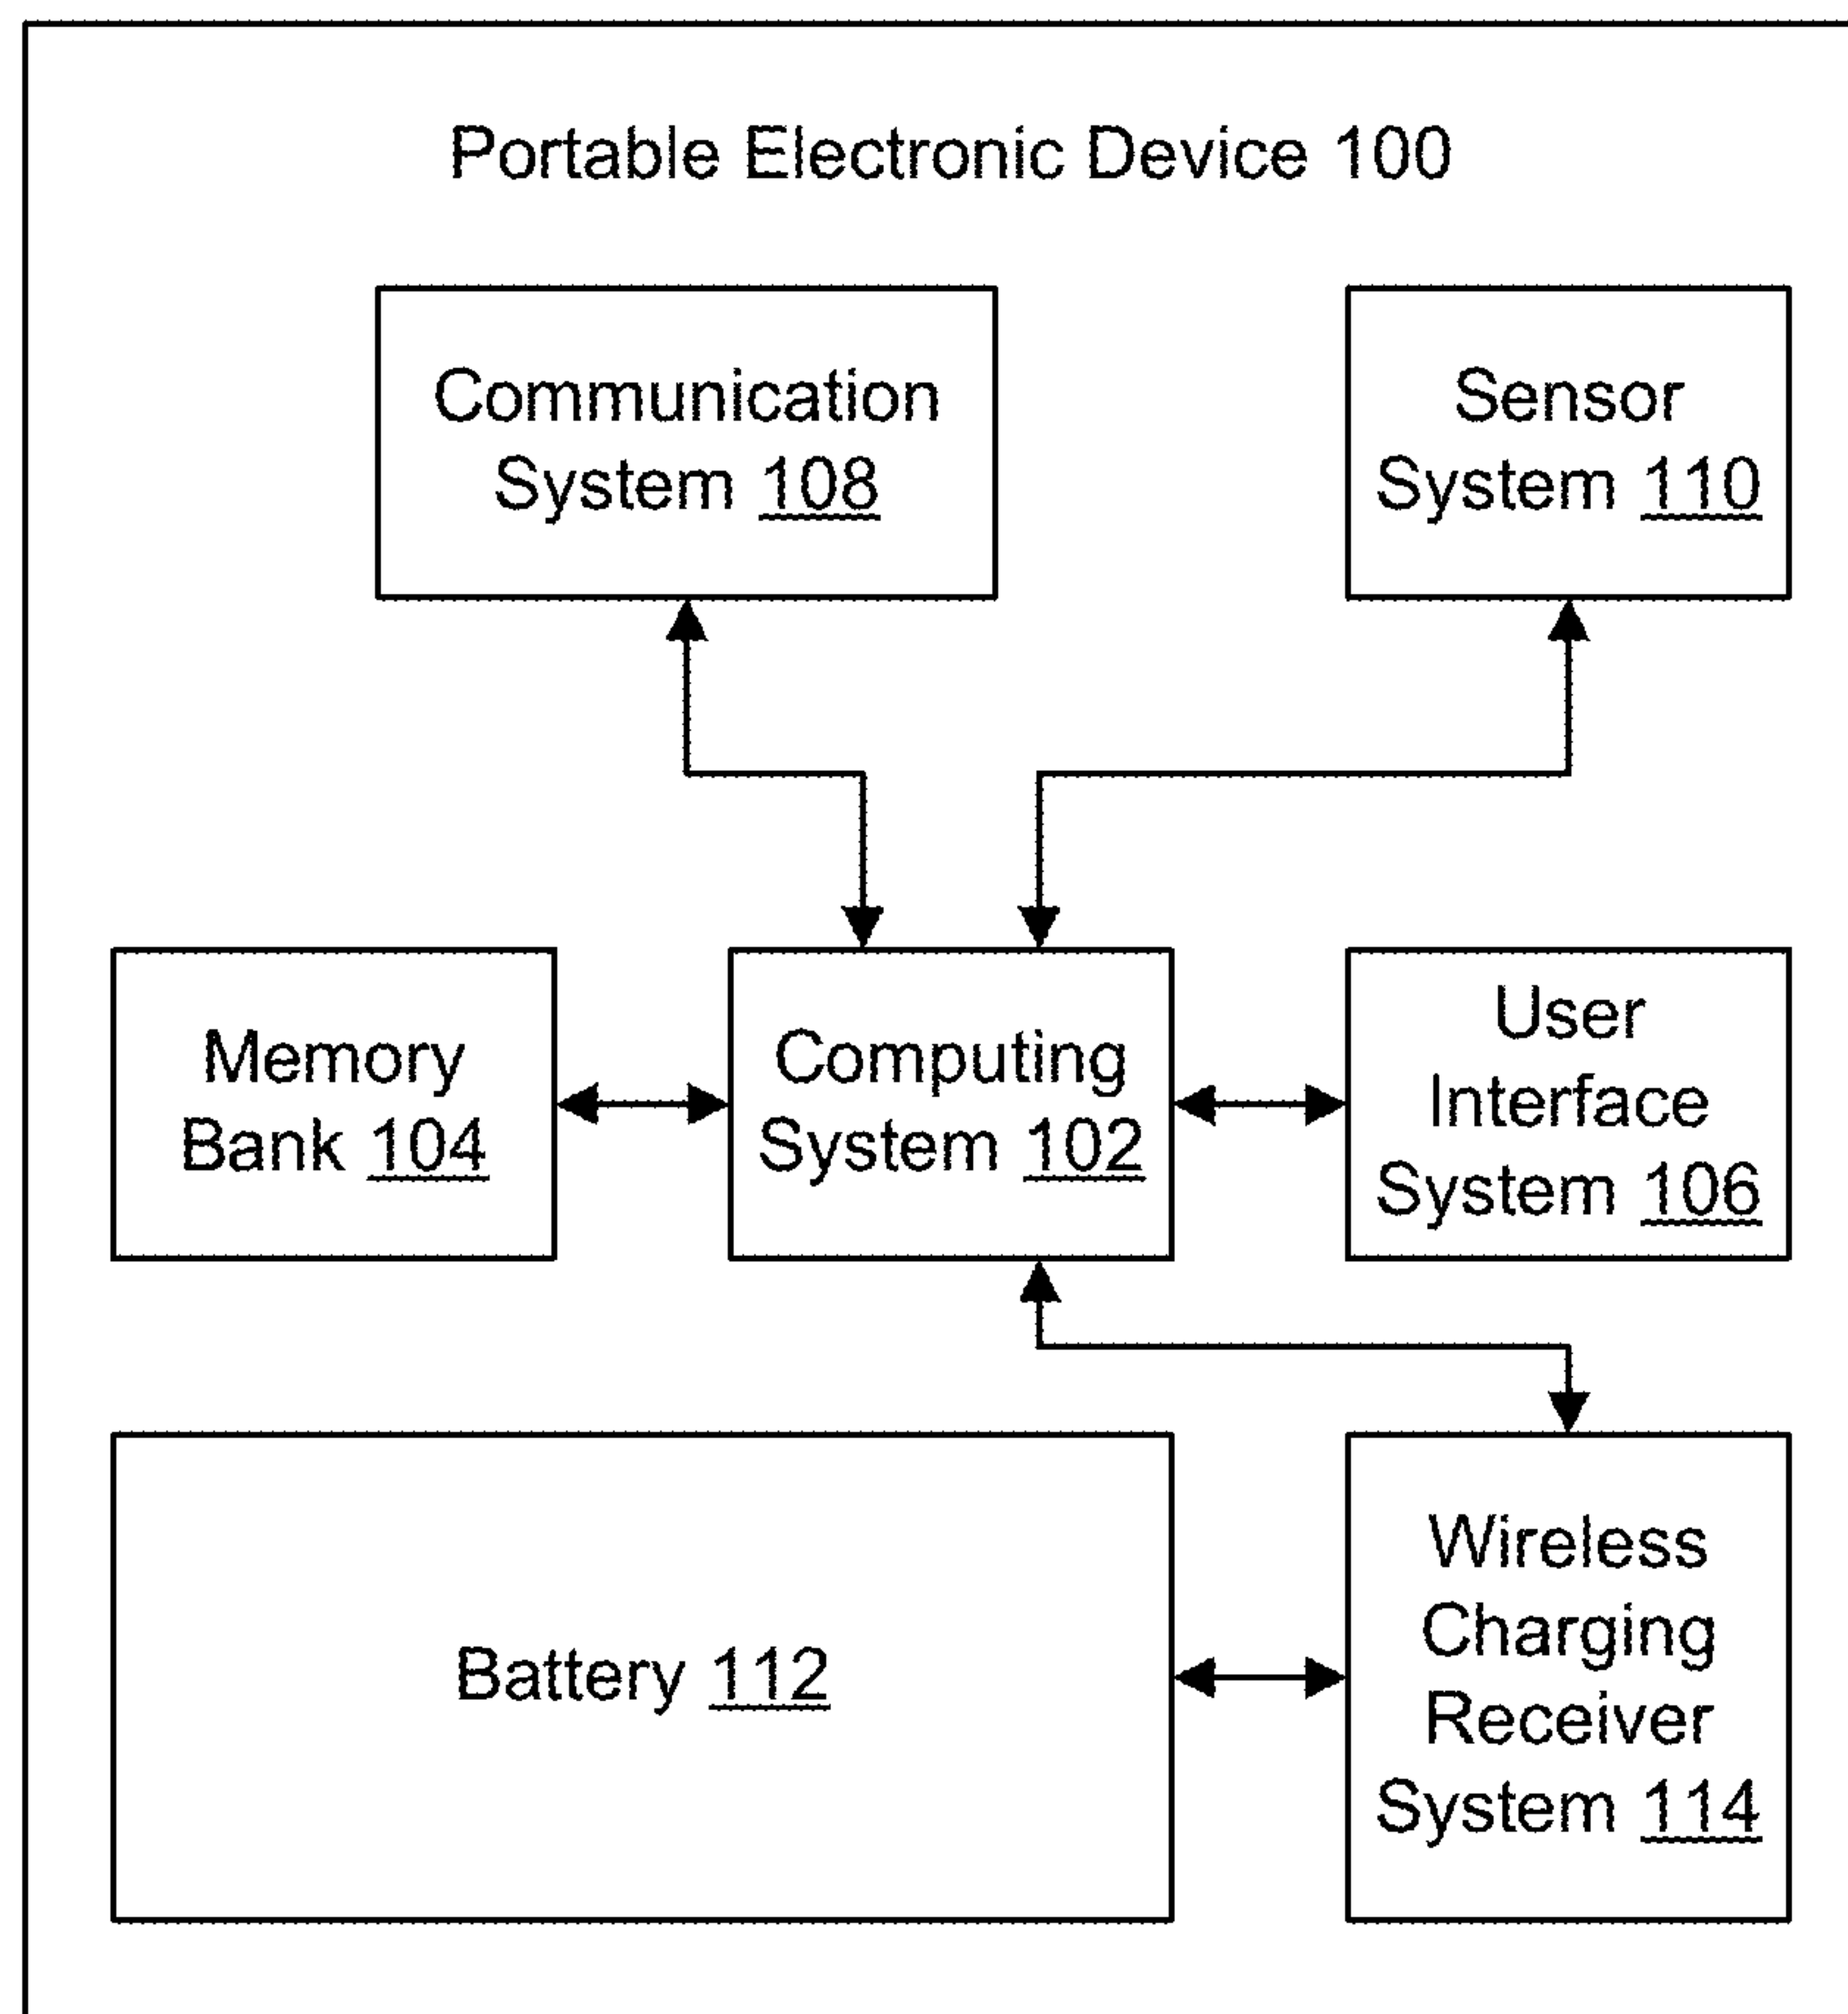 Portable Electronic Device 100
Communication
System 108
Sensor
System 110
Memory
Bank 104
Computing
System 102
User
Interface
System 106
Battery 112
Wireless
Charging
Receiver
System 114